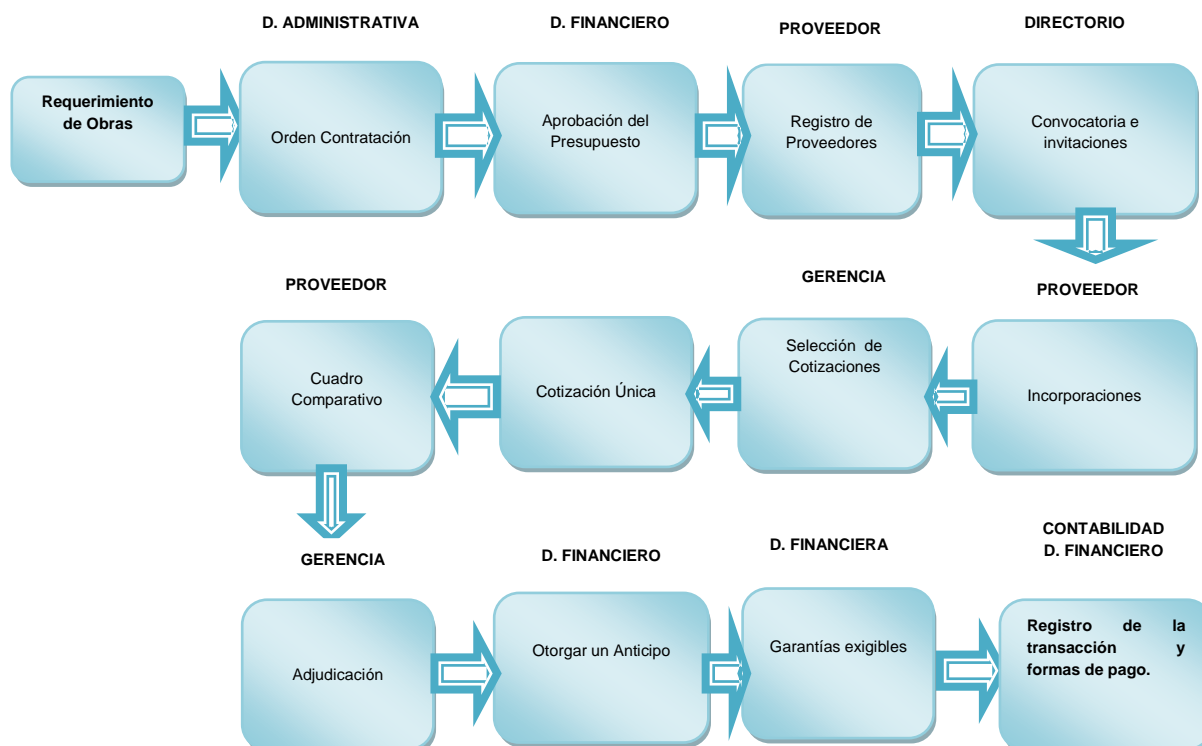 D. ADMINISTRATIVA
D. FINANCIERO
PROVEEDOR
DIRECTORIO
Requerimiento
de Obras
Orden Contratación
Aprobación del
Presupuesto
Registro de
Proveedores
Convocatoria e
invitaciones
PROVEEDOR
GERENCIA
PROVEEDOR
Cuadro
Comparativo
Cotización Única
Selección de
Cotizaciones
Incorporaciones
GERENCIA
D. FINANCIERO
D. FINANCIERA
CONTABILIDAD
D. FINANCIERO
Adjudicación
Otorgar un Anticipo
Garantías exigibles
Registro de la
transacción y
formas de pago.